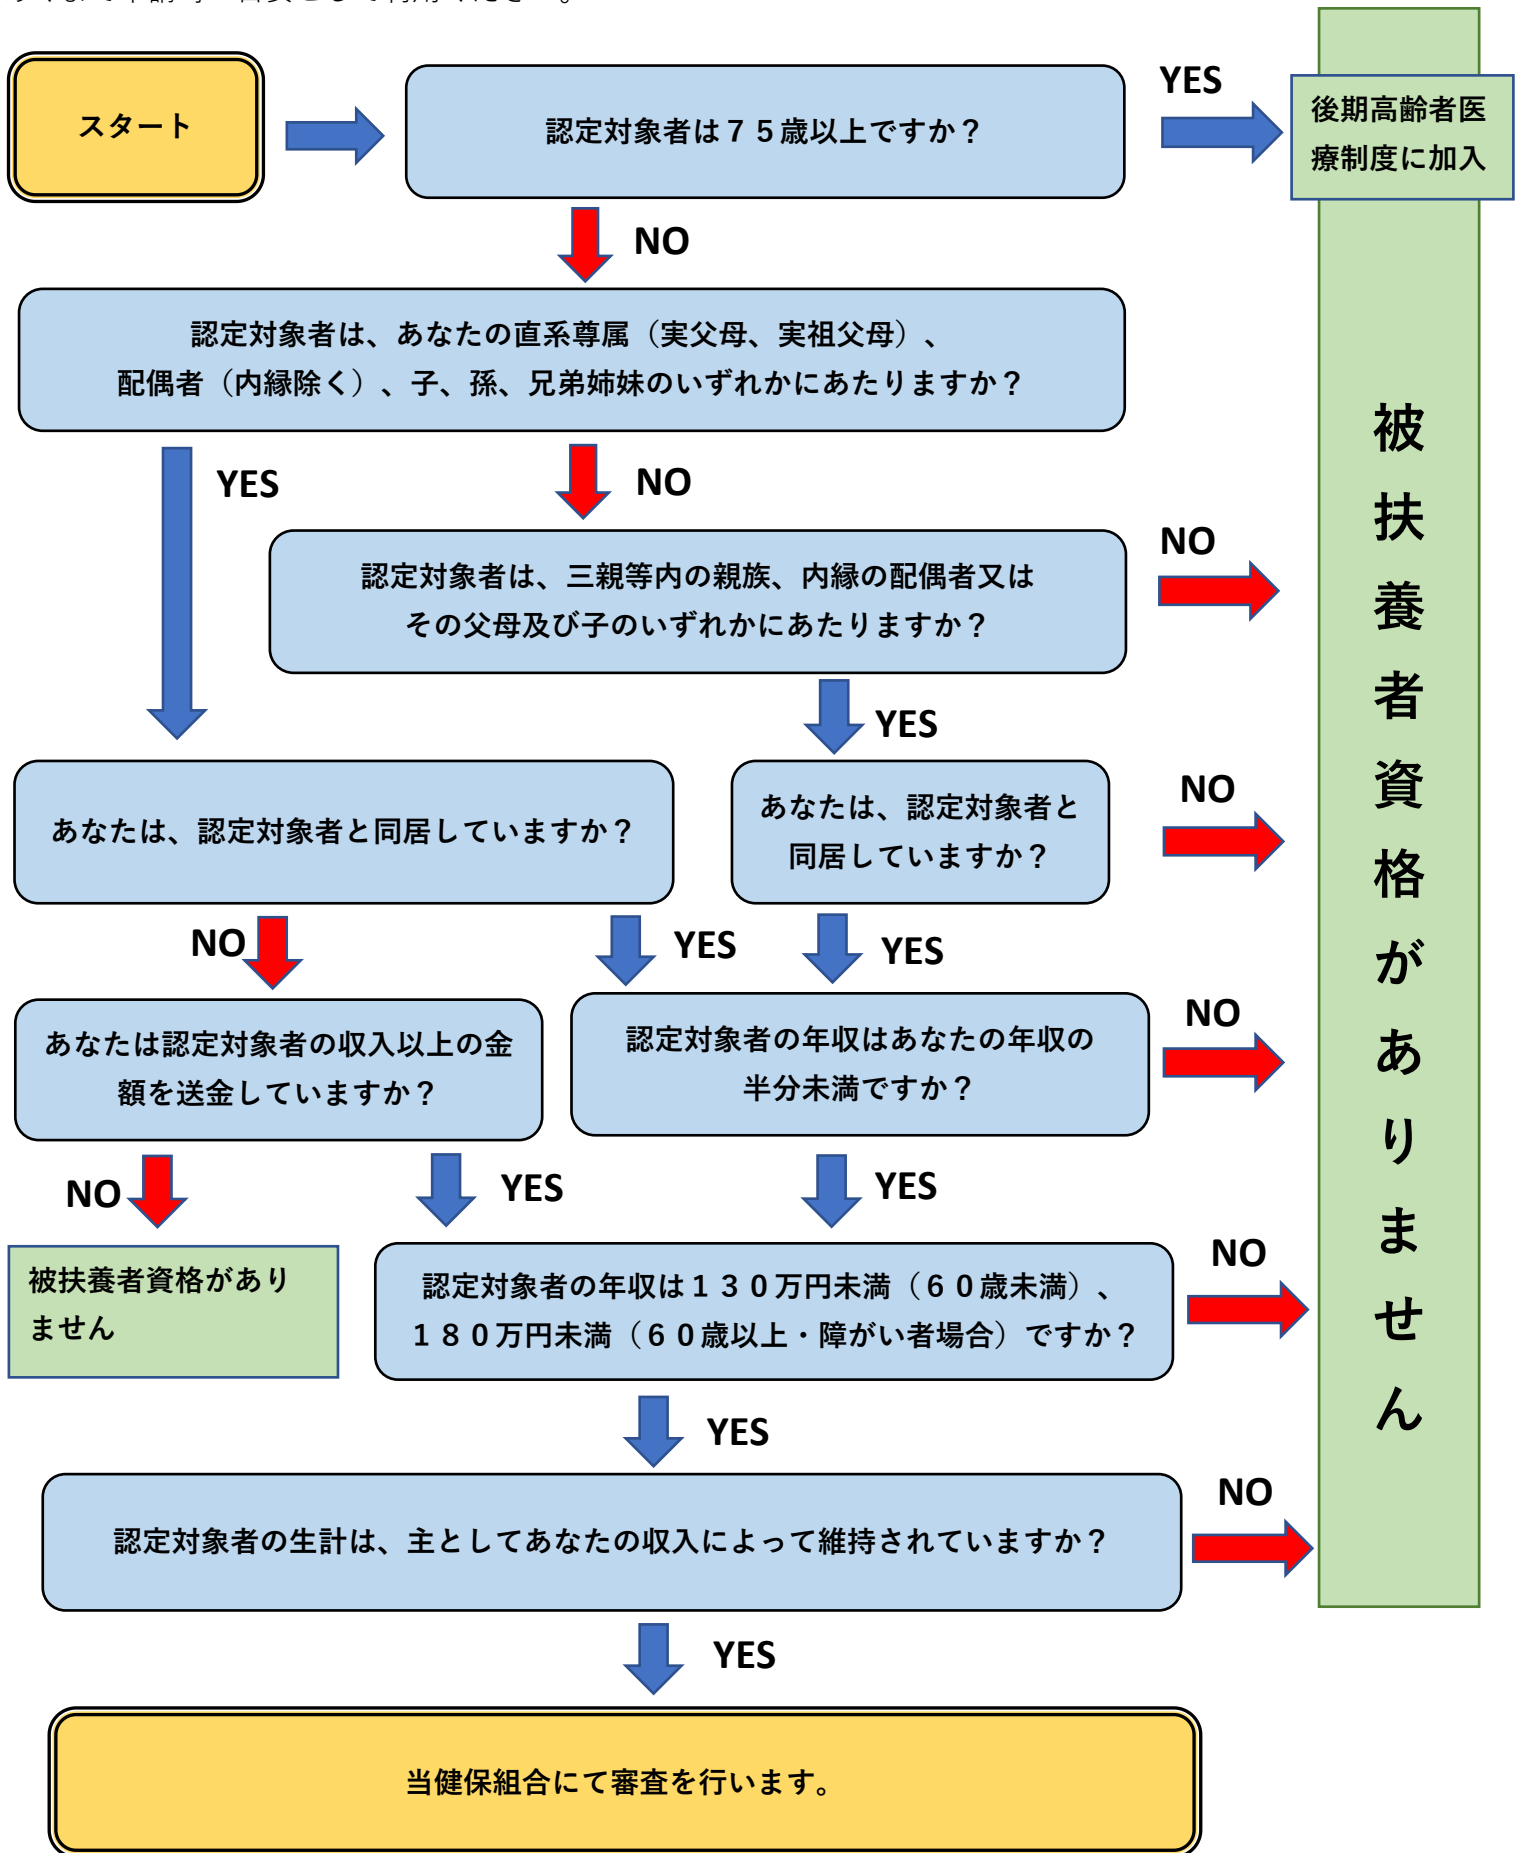 スタート
認定対象者は７５歳以上ですか？
YES
後期高齢者医
療制度に加入
NO
認定対象者は、あなたの直系尊属（実父母、実祖父母）、
配偶者（内縁除く）、子、孫、兄弟姉妹のいずれかにあたりますか？
YES
NO
認定対象者は、三親等内の親族、内縁の配偶者又は
その父母及び子のいずれかにあたりますか？
NO
YES
あなたは、認定対象者と同居していますか？
あなたは、認定対象者と
同居していますか？
NO
NO
YES
YES
あなたは認定対象者の収入以上の金
額を送金していますか？
認定対象者の年収はあなたの年収の
半分未満ですか？
NO
NO
YES
YES
被扶養者資格があり
ません
認定対象者の年収は１３０万円未満（６０歳未満）、
１８０万円未満（６０歳以上・障がい者場合）ですか？
NO
YES
認定対象者の生計は、主としてあなたの収入によって維持されていますか？
NO
YES
当健保組合にて審査を行います。
被扶養者資格がありません